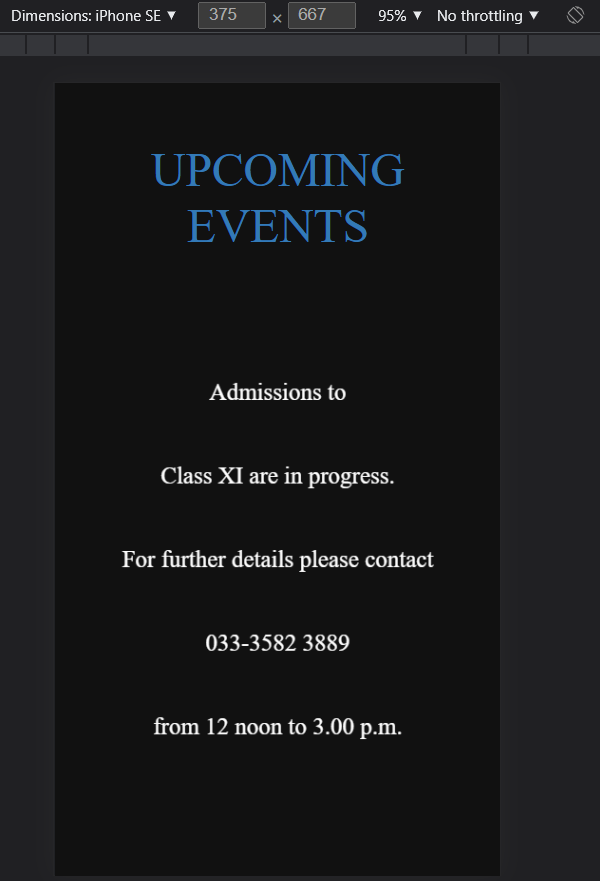 Dimensions: iPhone SE ▼ 375 × 667 95% ▼ No throttling ▼
UPCOMING
EVENTS
Admissions to
Class XI are in progress.
For further details please contact
033-3582 3889
from 12 noon to 3.00 p.m.